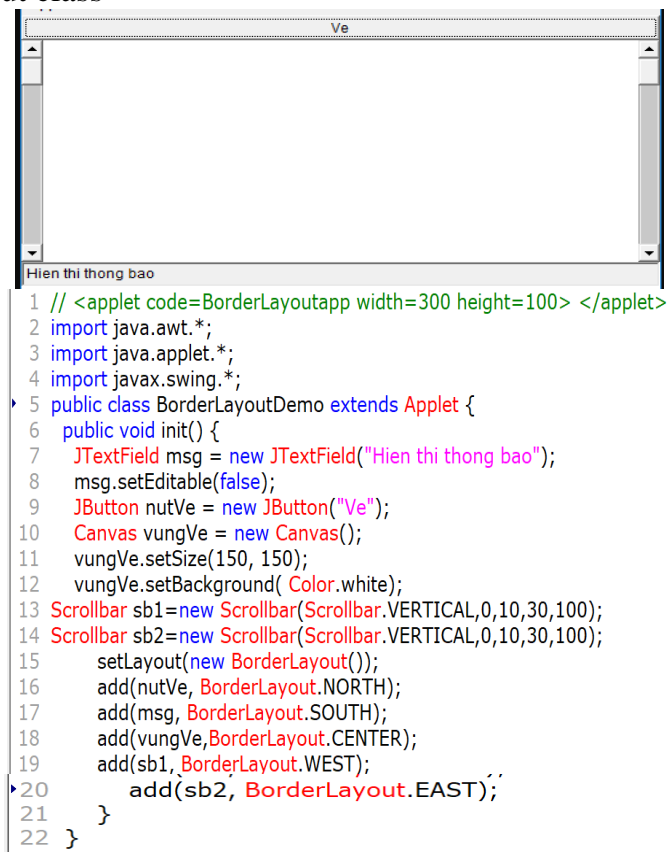 class
Ve
Hien thi thong bao
1 // <applet code=BorderLayoutapp width=300 height=100> </applet>
2 import java.awt.*;
3 import java.applet.*;
4 import javax.swing.*;
5 public class BorderLayoutDemo extends Applet {
6 public void init() {
7 JTextField msg = new JTextField("Hien thi thong bao");
8 msg.setEditable(false);
9 JButton nutVe = new JButton("Ve");
10 Canvas vungVe = new Canvas();
11 vungVe.setSize(150, 150);
12 vungVe.setBackground( Color.white);
13 Scrollbar sb1=new Scrollbar(Scrollbar.VERTICAL,0,10,30,100);
14 Scrollbar sb2=new Scrollbar(Scrollbar.VERTICAL,0,10,30,100);
15 setLayout(new BorderLayout());
16 add(nutVe, BorderLayout.NORTH);
17 add(msg, BorderLayout.SOUTH);
18 add(vungVe,BorderLayout.CENTER);
19 add(sb1, BorderLayout.WEST);
20 add(sb2, BorderLayout.EAST);
21 }
22 }